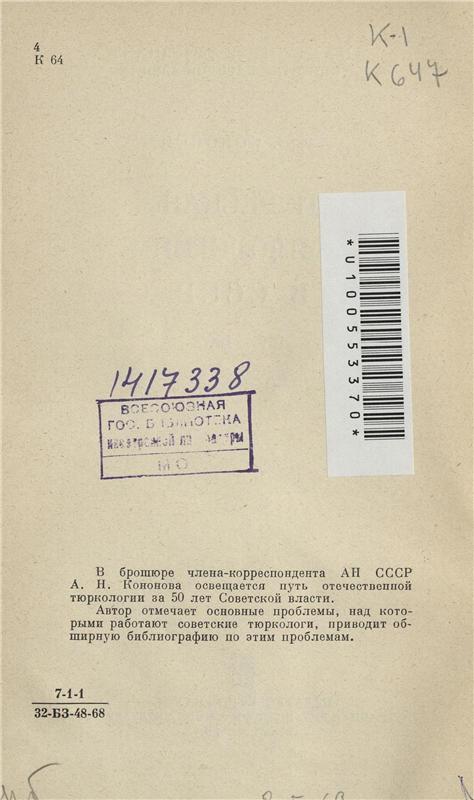 4
К 64
К-1
К647
*U100553370*
1417338
ВСЕСОЮЗНАЯ
ГОС. БИБЛИОТЕКА
иностранной
МО
В брошюре члена-корреспондента АН СССР
А. Н. Кононова освещается путь отечественной
тюркологии за 50 лет Советской власти.
Автор отмечает основные проблемы, над кото-
рыми работают советские тюркологи, приводит об-
ширную библиографию по этим проблемам.
7-1-1
32-БЗ-48-68